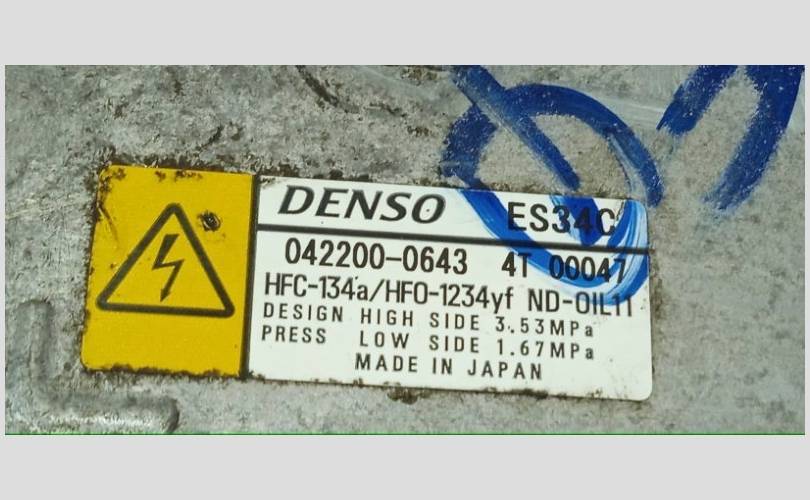 DENSO ES34C
042200-0643 4T 00047
HFC-134a/HFO-1234yf ND-OIL11
DESIGN HIGH SIDE 3.53MPa
PRESS LOW SIDE 1.67MPa
MADE IN JAPAN